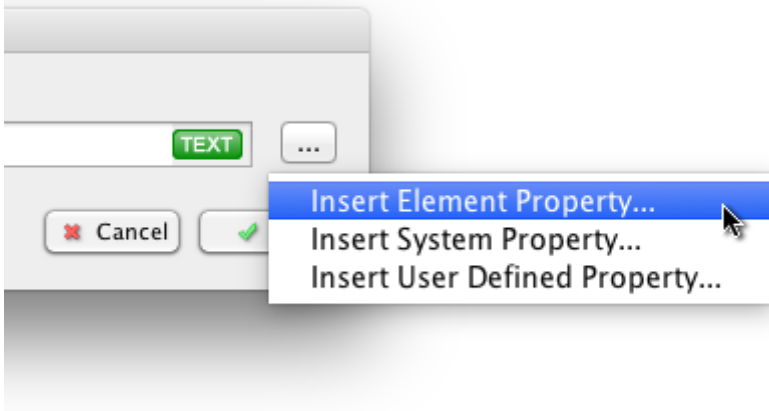 TEXT
...
Insert Element Property...
Cancel
Insert System Property...
Insert User Defined Property...